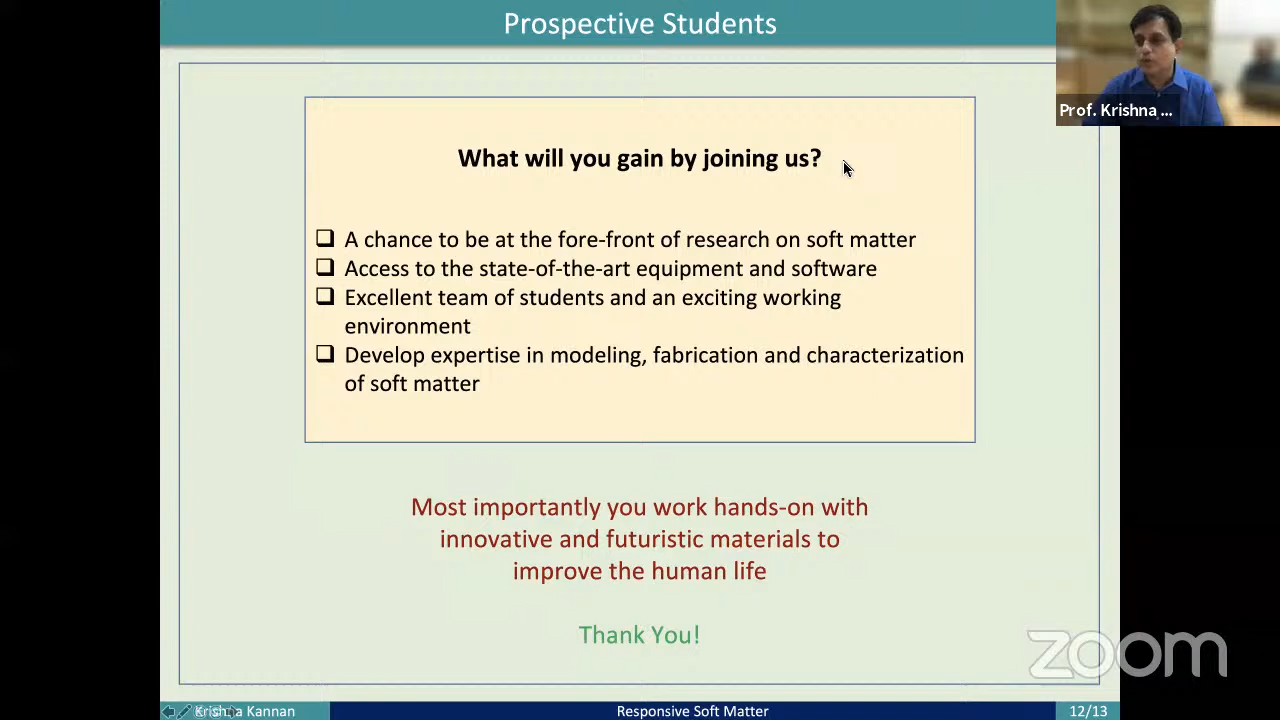 Prospective Students
Prof. Krishna ...
What will you gain by joining us?
❑ A chance to be at the fore-front of research on soft matter
❑ Access to the state-of-the-art equipment and software
❑ Excellent team of students and an exciting working
environment
❑ Develop expertise in modeling, fabrication and characterization
of soft matter
Most importantly you work hands-on with
innovative and futuristic materials to
improve the human life
Thank You!
zoom
Krishna Kannan
Responsive Soft Matter
12/13